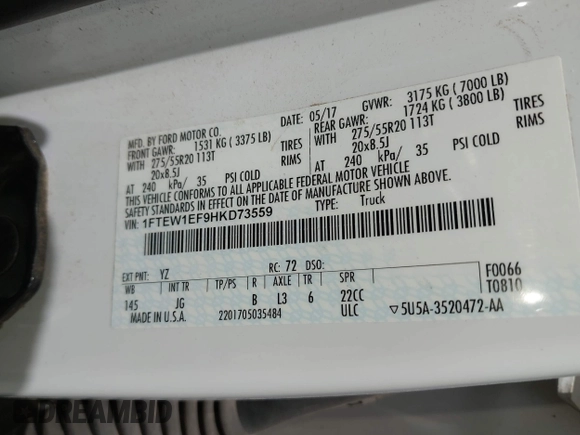 MFD. BY FORD MOTOR CO.
DATE: 05/17 GVWR: 3175 KG ( 7000 LB)
FRONT GAWR: 1531 KG ( 3375 LB)
REAR GAWR: 1724 KG ( 3800 LB)
WITH 275/55R20 113T TIRES
WITH 275/55R20 113T TIRES
20x8.5J RIMS
20x8.5J RIMS
AT 240 kPa/ 35 PSI COLD
AT 240 kPa/ 35 PSI COLD
THIS VEHICLE CONFORMS TO ALL APPLICABLE FEDERAL MOTOR VEHICLE
SAFETY STANDARDS IN EFFECT ON THE DATE OF MANUFACTURE SHOWN ABOVE.
VIN: 1FTEW1EF9HKD73559
TYPE: Truck
EXT PNT: YZ RC: 72 DSO: F0066
WB INT TR TP/PS R AXLE TR SPR T0810
145 JG B L3 6 22CC
MADE IN U.S.A. 2201705035484 ULC ▽5U5A-3520472-AA
DREAMBID